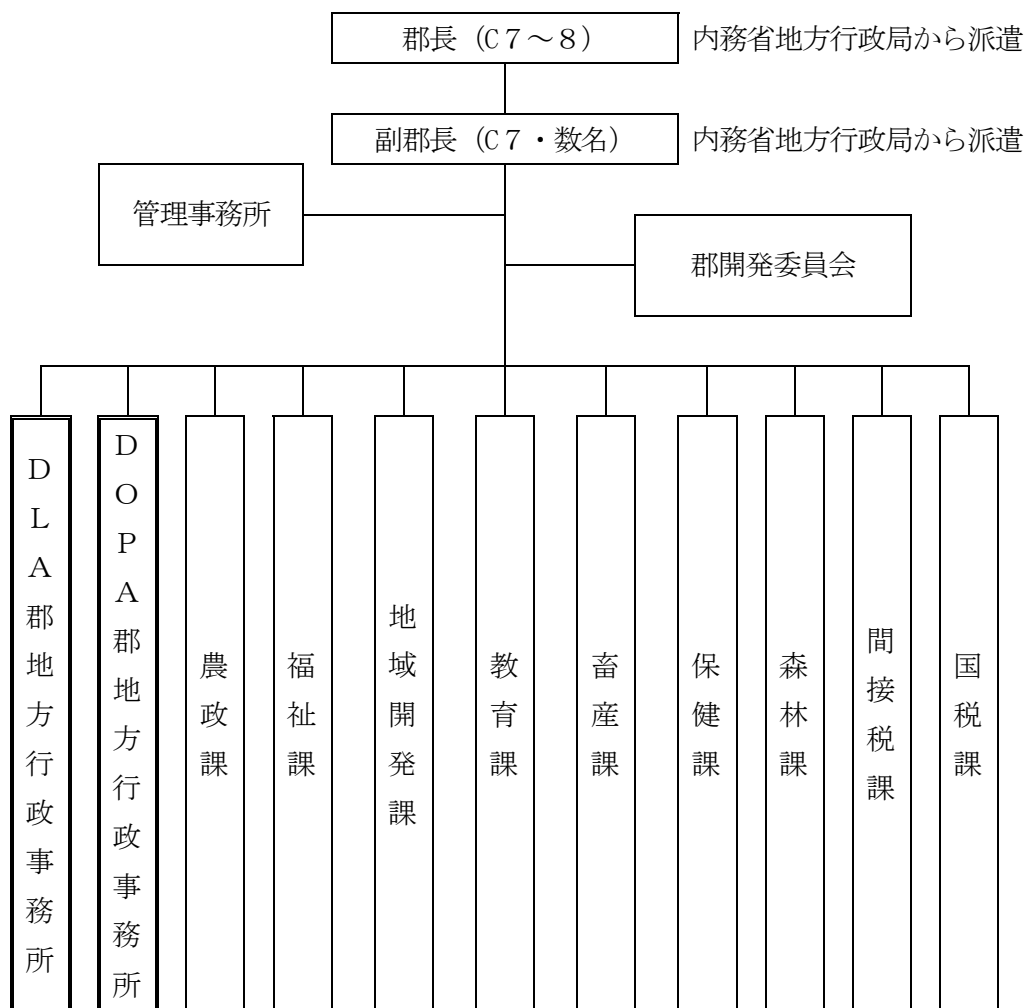 郡長（C７～８）
内務省地方行政局から派遣
副郡長（C７・数名）
内務省地方行政局から派遣
管理事務所
郡開発委員会
DLA郡地方行政事務所
DOPA郡地方行政事務所
農政課
福祉課
地域開発課
教育課
畜産課
保健課
森林課
間接税課
国税課